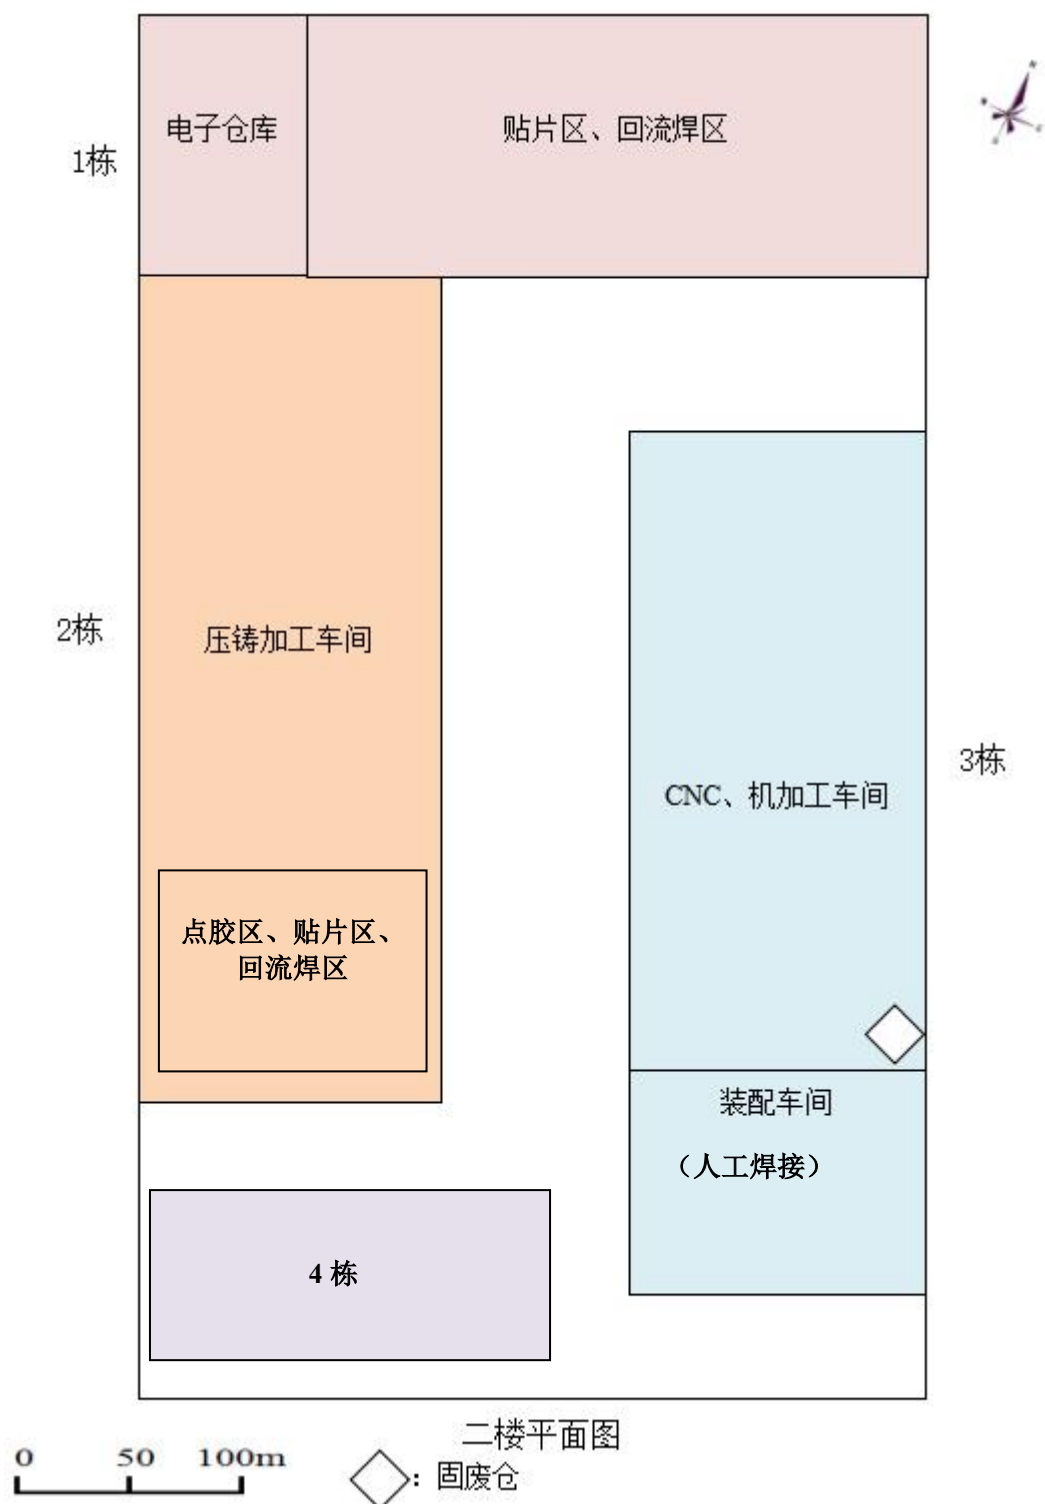 电子仓库
贴片区、回流焊区
1栋
2栋
压铸加工车间
3栋
CNC、机加工车间
点胶区、贴片区、
回流焊区
装配车间
（人工焊接）
4 栋
二楼平面图
0 50 100m
：固废仓